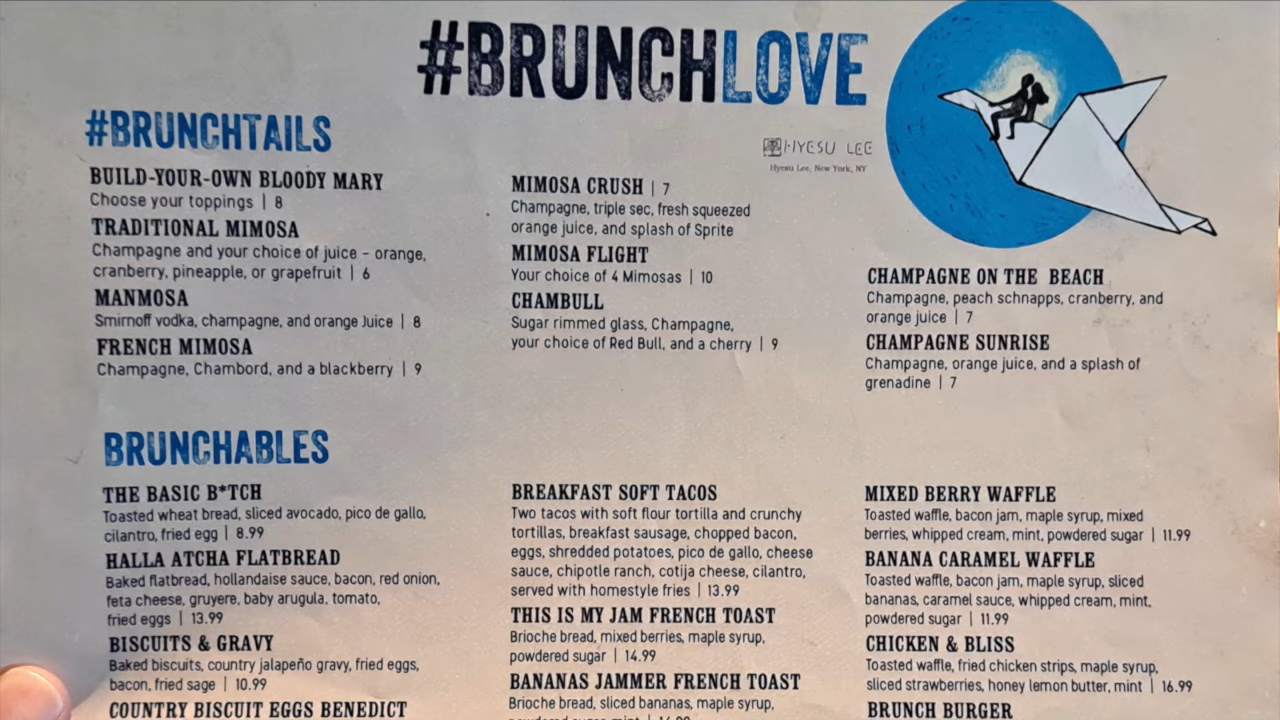 #BRUNCHLOVE
HYESU LEE
Hyesu Lee, New York, NY
#BRUNCHTAILS
BUILD-YOUR-OWN BLOODY MARY
Choose your toppings | 8
TRADITIONAL MIMOSA
Champagne and your choice of juice – orange,
cranberry, pineapple, or grapefruit | 6
MANMOSA
Smirnoff vodka, champagne, and orange Juice | 8
FRENCH MIMOSA
Champagne, Chambord, and a blackberry | 9
MIMOSA CRUSH | 7
Champagne, triple sec, fresh squeezed
orange juice, and splash of Sprite
MIMOSA FLIGHT
Your choice of 4 Mimosas | 10
CHAMBULL
Sugar rimmed glass, Champagne,
your choice of Red Bull, and a cherry | 9
CHAMPAGNE ON THE BEACH
Champagne, peach schnapps, cranberry, and
orange juice | 7
CHAMPAGNE SUNRISE
Champagne, orange juice, and a splash of
grenadine | 7
BRUNCHABLES
THE BASIC B*TCH
Toasted wheat bread, sliced avocado, pico de gallo,
cilantro, fried egg | 8.99
HALLA ATCHA FLATBREAD
Baked flatbread, hollandaise sauce, bacon, red onion,
feta cheese, gruyere, baby arugula, tomato,
fried eggs | 13.99
BISCUITS & GRAVY
Baked biscuits, country jalapeño gravy, fried eggs,
bacon, fried sage | 10.99
COUNTRY BISCUIT EGGS BENEDICT
BREAKFAST SOFT TACOS
Two tacos with soft flour tortilla and crunchy
tortillas, breakfast sausage, chopped bacon,
eggs, shredded potatoes, pico de gallo, cheese
sauce, chipotle ranch, cotija cheese, cilantro,
served with homestyle fries | 13.99
THIS IS MY JAM FRENCH TOAST
Brioche bread, mixed berries, maple syrup,
powdered sugar | 14.99
BANANAS JAMMER FRENCH TOAST
Brioche bread, sliced bananas, maple syrup,
MIXED BERRY WAFFLE
Toasted waffle, bacon jam, maple syrup, mixed
berries, whipped cream, mint, powdered sugar | 11.99
BANANA CARAMEL WAFFLE
Toasted waffle, bacon jam, maple syrup, sliced
bananas, caramel sauce, whipped cream, mint,
powdered sugar | 11.99
CHICKEN & BLISS
Toasted waffle, fried chicken strips, maple syrup,
sliced strawberries, honey lemon butter, mint | 16.99
BRUNCH BURGER